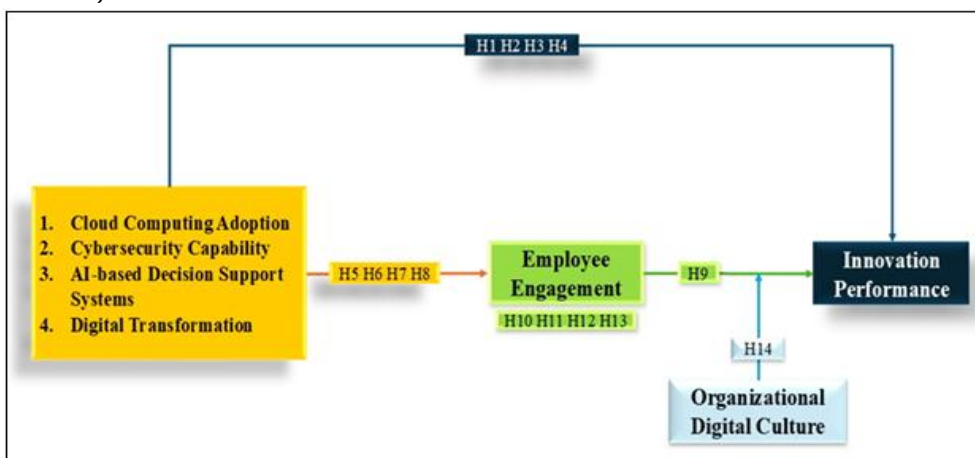 H1 H2 H3 H4
1. Cloud Computing Adoption
2. Cybersecurity Capability
3. AI-based Decision Support
Systems
4. Digital Transformation
H5 H6 H7 H8
Employee
Engagement
H10 H11 H12 H13
H9
Innovation
Performance
H14
Organizational
Digital Culture